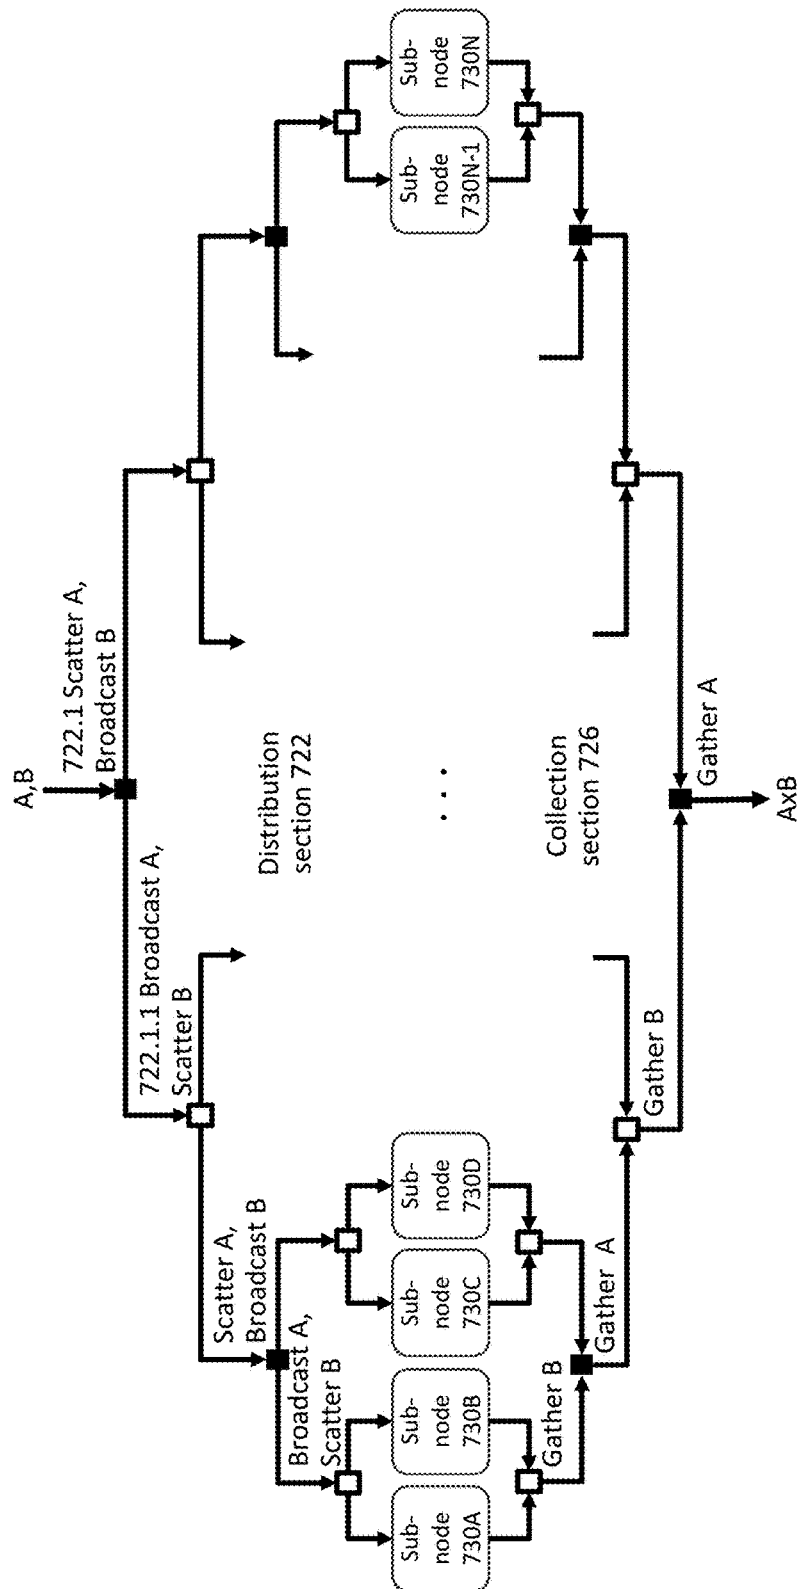 A,B
722.1 Scatter A,
Broadcast B
722.1.1 Broadcast A,
Scatter B
Scatter A,
Broadcast B
Broadcast A,
Scatter B
Distribution
section 722
Sub-
node
730A
Sub-
node
730B
Sub-
node
730C
Sub-
node
730D
. . .
Sub-
node
730N-1
Sub-
node
730N
Collection
section 726
Gather B
Gather A
Gather B
Gather A
AxB